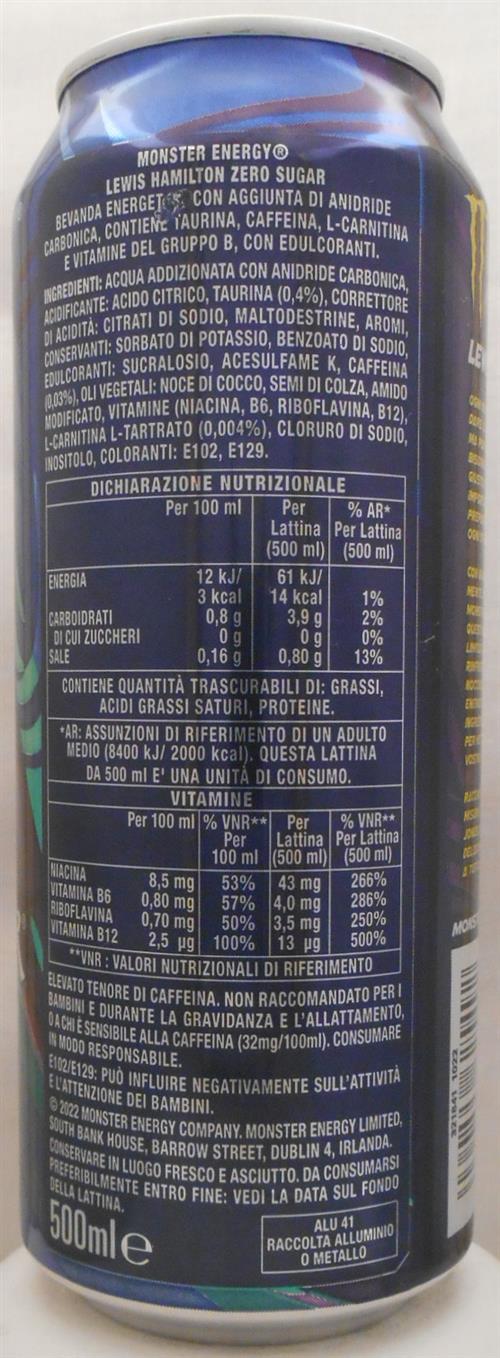 MONSTER ENERGY®
LEWIS HAMILTON ZERO SUGAR
BEVANDA CON AGGIUNTA DI ANIDRIDE
CARBONICA, CONTIENE TAURINA, CAFFEINA, L-CARNITINA
E VITAMINE DEL GRUPPO B, CON EDULCORANTI.
INGREDIENTI: ACQUA ADDIZIONATA CON ANIDRIDE CARBONICA,
ACIDIFICANTE: ACIDO CITRICO, TAURINA (0,4%), CORRETTORE
DI ACIDITÀ: CITRATI DI SODIO, MALTODESTRINE, AROMI,
CONSERVANTI: SORBATO DI POTASSIO, BENZOATO DI SODIO,
EDULCORANTI: SUCRALOSIO, ACESULFAME K, CAFFEINA
(0,03%), OLI VEGETALI: NOCE DI COCCO, SEMI DI COLZA, AMIDO
MODIFICATO, VITAMINE (NIACINA, B6, RIBOFLAVINA, B12),
L-CARNITINA L-TARTRATO (0,004%), CLORURO DI SODIO,
INOSITOLO, COLORANTI: E102, E129.
DICHIARAZIONE NUTRIZIONALE
Per 100 ml Per Lattina (500 ml) % AR* Per Lattina (500 ml)
ENERGIA 12 kJ/ 3 kcal 61 kJ/ 14 kcal 1%
CARBOIDRATI 0,8 g 3,9 g 2%
DI CUI ZUCCHERI 0 g 0 g 0%
SALE 0,16 g 0,80 g 13%
CONTIENE QUANTITÀ TRASCURABILI DI: GRASSI,
ACIDI GRASSI SATURI, PROTEINE.
*AR: ASSUNZIONI DI RIFERIMENTO DI UN ADULTO
MEDIO (8400 kJ/ 2000 kcal). QUESTA LATTINA
DA 500 ml E' UNA UNITÀ DI CONSUMO.
VITAMINE
Per 100 ml % VNR** Per 100 ml Per Lattina (500 ml) % VNR** Per Lattina (500 ml)
NIACINA 8,5 mg 53% 43 mg 266%
VITAMINA B6 0,80 mg 57% 4,0 mg 286%
RIBOFLAVINA 0,70 mg 50% 3,5 mg 250%
VITAMINA B12 2,5 µg 100% 13 µg 500%
**VNR : VALORI NUTRIZIONALI DI RIFERIMENTO
ELEVATO TENORE DI CAFFEINA. NON RACCOMANDATO PER I
BAMBINI E DURANTE LA GRAVIDANZA E L'ALLATTAMENTO,
O A CHI È SENSIBILE ALLA CAFFEINA (32mg/100ml). CONSUMARE
IN MODO RESPONSABILE.
E102/E129: PUÒ INFLUIRE NEGATIVAMENTE SULL'ATTIVITÀ
E L'ATTENZIONE DEI BAMBINI.
© 2022 MONSTER ENERGY COMPANY. MONSTER ENERGY LIMITED,
SOUTH BANK HOUSE, BARROW STREET, DUBLIN 4, IRLANDA.
CONSERVARE IN LUOGO FRESCO E ASCIUTTO. DA CONSUMARSI
PREFERIBILMENTE ENTRO FINE: VEDI LA DATA SUL FONDO
DELLA LATTINA.
500ml e
ALU 41
RACCOLTA ALLUMINIO
O METALLO
321841 1022